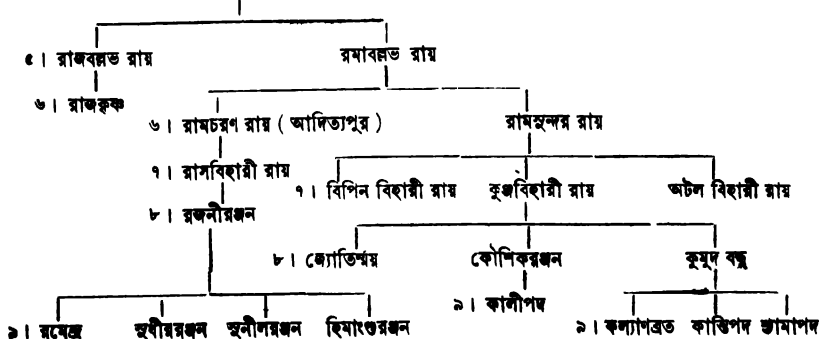 ৫। রাজবল্লভ রায় রমাবল্লভ রায়
৬। রাজকৃষ্ণ
৬। রামচরণ রায় ( আদিত্যপুর ) রামসুন্দর রায়
৭। রাসবিহারী রায় ৭। বিপিন বিহারী রায় কুঞ্জবিহারী রায় অটল বিহারী রায়
৮। রজনীরঞ্জন
৮। জ্যোতির্ময় কৌশিকরঞ্জন কুমুদ বন্ধু
৯। কালীপদ
৯। রমেন্দ্র সুধীররঞ্জন সুনীলরঞ্জন হিমাংশুরঞ্জন ৯। কল্যাণব্রত কান্তিপদ শ্যামাপদ